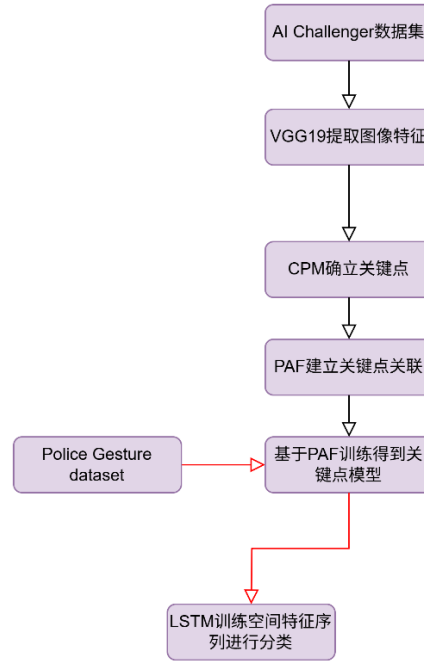 AI Challenger数据集
VGG19提取图像特征
CPM确立关键点
PAF建立关键点关联
Police Gesture
dataset
基于PAF训练得到关
键点模型
LSTM训练空间特征序
列进行分类